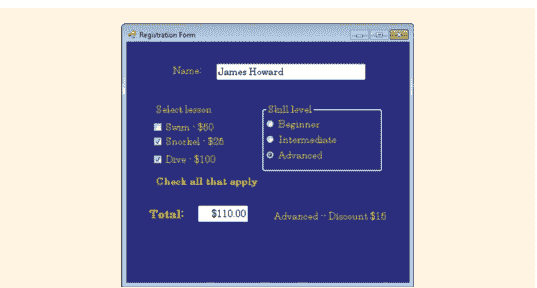 Registration Form
Name: James Howard
Select lesson
Skill level
Swim - $50
Beginner
Snorkel - $25
Intermediate
Dive - $100
Advanced
Check all that apply
Total: $110.00
Advanced -- Discount $15